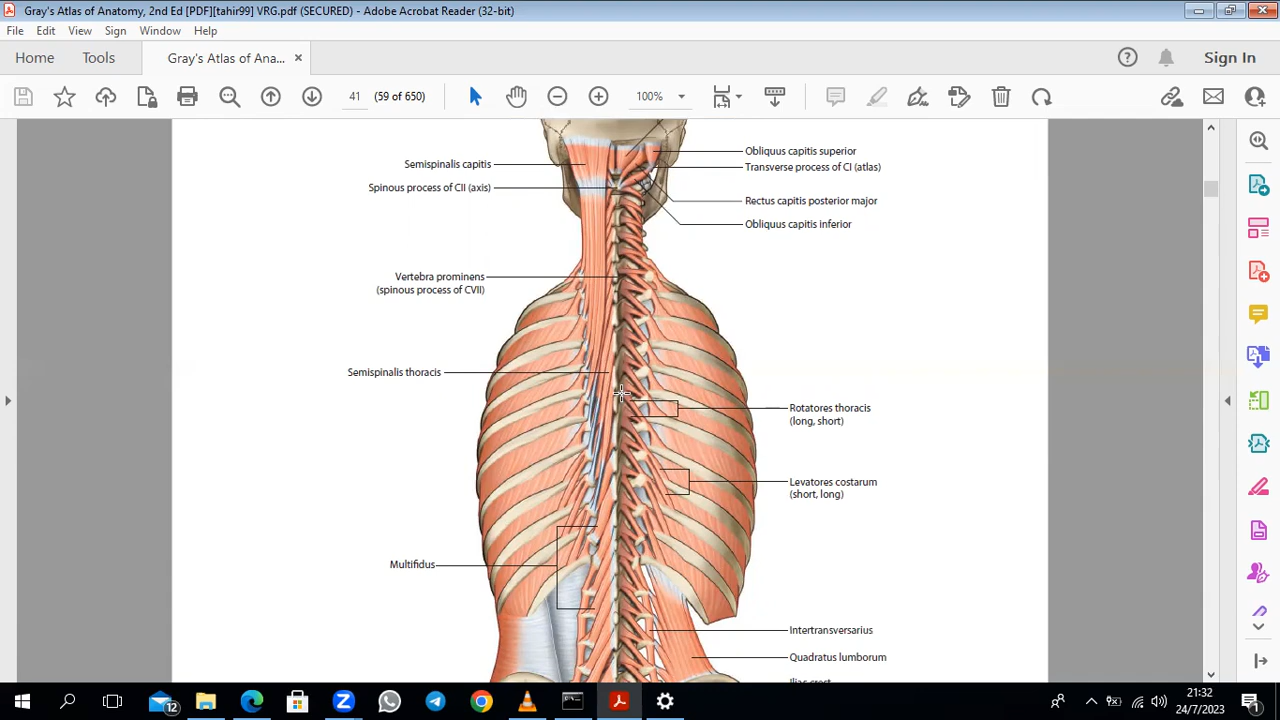 Gray's Atlas of Anatomy, 2nd Ed [PDF][tahir99] VRG.pdf (SECURED) - Adobe Acrobat Reader (32-bit)
File Edit View Sign Window Help
Home Tools Gray's Atlas of Ana... Sign In
41 (59 of 650) 100%
Semispinalis capitis
Spinous process of CII (axis)
Vertebra prominens
(spinous process of CVII)
Semispinalis thoracis
Multifidus
Obliquus capitis superior
Transverse process of CI (atlas)
Rectus capitis posterior major
Obliquus capitis inferior
Rotatores thoracis
(long, short)
Levatores costarum
(short, long)
Intertransversarius
Quadratus lumborum
Iliac crest
12
21:32
24/7/2023
1